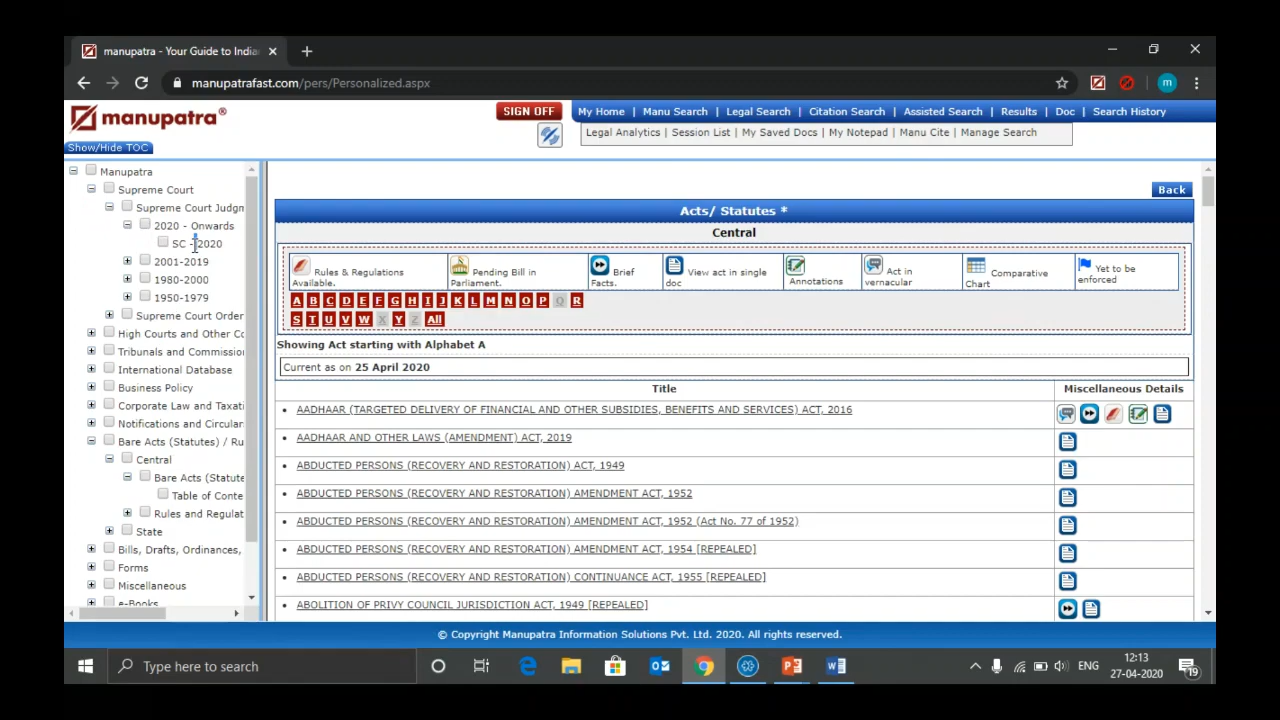 manupatra - Your Guide to India
manupatrafast.com/pers/Personalized.aspx
m
manupatra®
SIGN OFF
My Home | Manu Search | Legal Search | Citation Search | Assisted Search | Results | Doc | Search History
Legal Analytics | Session List | My Saved Docs | My Notepad | Manu Cite | Manage Search
Show/Hide TOC
Manupatra
Supreme Court
Supreme Court Judgm
2020 - Onwards
SC - 2020
2001-2019
1980-2000
1950-1979
Supreme Court Order
High Courts and Other Co
Tribunals and Commission
International Database
Business Policy
Corporate Law and Taxati
Notifications and Circular
Bare Acts (Statutes) / Ru
Central
Bare Acts (Statute
Table of Conte
Rules and Regulat
State
Bills, Drafts, Ordinances,
Forms
Miscellaneous
e-Books
Back
Acts/ Statutes *
Central
Rules & Regulations Available.
Pending Bill in Parliament.
Brief Facts.
View act in single doc
Annotations
Act in vernacular
Comparative Chart
Yet to be enforced
A B C D E F G H I J K L M N O P Q R
S T U V W X Y Z All
Showing Act starting with Alphabet A
Current as on 25 April 2020
Title Miscellaneous Details
AADHAAR (TARGETED DELIVERY OF FINANCIAL AND OTHER SUBSIDIES, BENEFITS AND SERVICES) ACT, 2016
AADHAAR AND OTHER LAWS (AMENDMENT) ACT, 2019
ABDUCTED PERSONS (RECOVERY AND RESTORATION) ACT, 1949
ABDUCTED PERSONS (RECOVERY AND RESTORATION) AMENDMENT ACT, 1952
ABDUCTED PERSONS (RECOVERY AND RESTORATION) AMENDMENT ACT, 1952 (Act No. 77 of 1952)
ABDUCTED PERSONS (RECOVERY AND RESTORATION) AMENDMENT ACT, 1954 [REPEALED]
ABDUCTED PERSONS (RECOVERY AND RESTORATION) CONTINUANCE ACT, 1955 [REPEALED]
ABOLITION OF PRIVY COUNCIL JURISDICTION ACT, 1949 [REPEALED]
© Copyright Manupatra Information Solutions Pvt. Ltd. 2020. All rights reserved.
Type here to search
ENG
12:13
27-04-2020
19